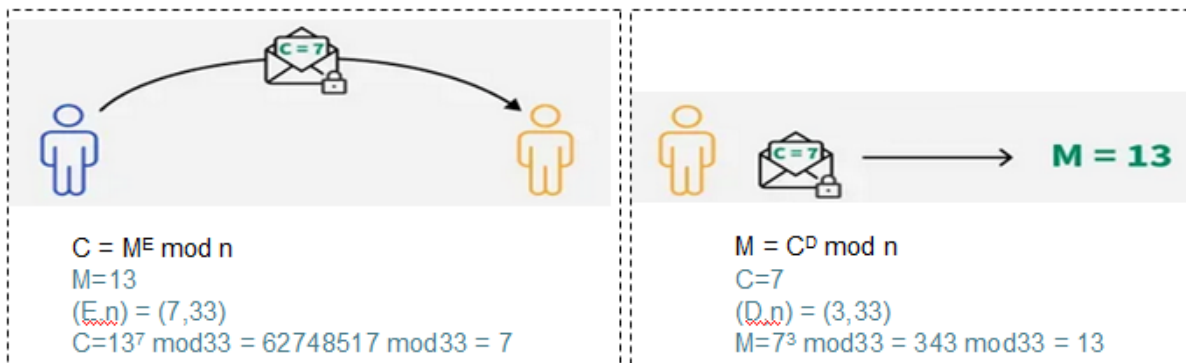 C = 7
C = Mᴱ mod n
M=13
(E,n) = (7,33)
C=13⁷ mod33 = 62748517 mod33 = 7
C = 7
M = 13
M = Cᴰ mod n
C=7
(D,n) = (3,33)
M=7³ mod33 = 343 mod33 = 13